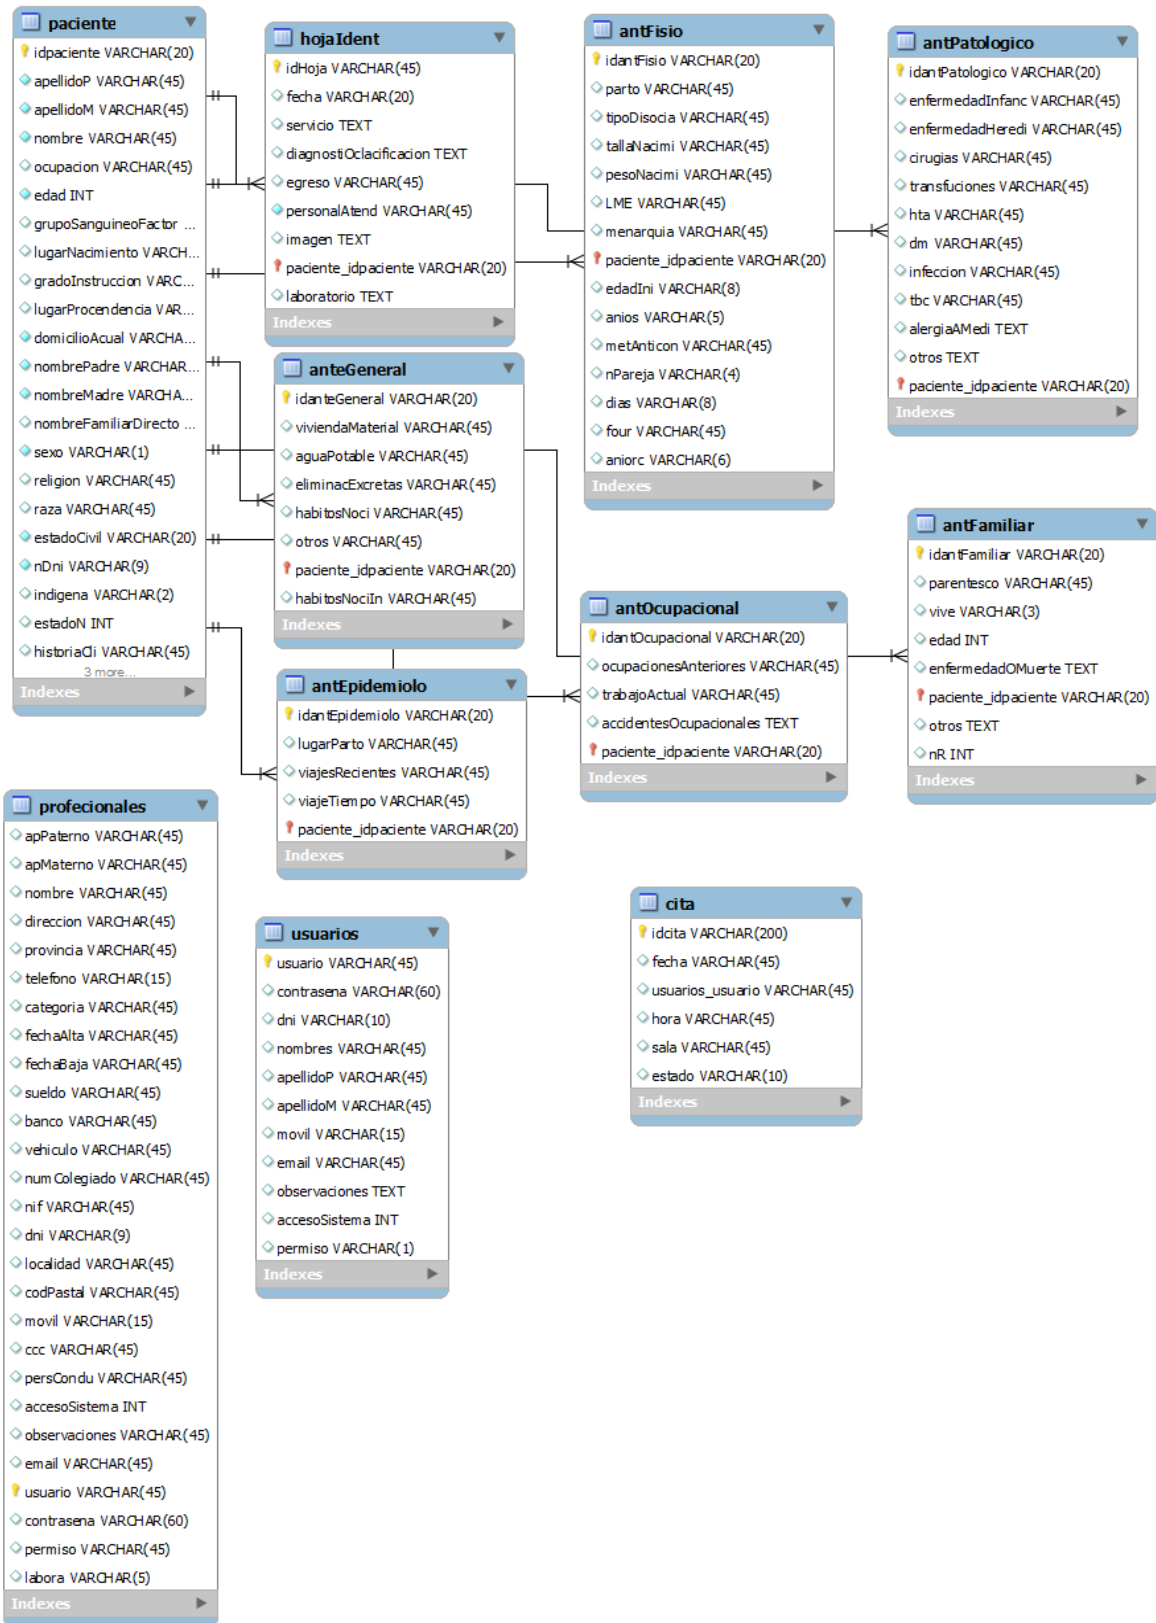 paciente
idpaciente VARCHAR(20)
apellidoP VARCHAR(45)
apellidoM VARCHAR(45)
nombre VARCHAR(45)
ocupacion VARCHAR(45)
edad INT
grupoSanguineoFactor ...
lugarNacimiento VARCH...
gradoInstruccion VARC...
lugarProcendencia VAR...
domicilioAcual VARCHA...
nombrePadre VARCHAR...
nombreMadre VARCHA...
nombreFamiliarDirecto ...
sexo VARCHAR(1)
religion VARCHAR(45)
raza VARCHAR(45)
estadoCivil VARCHAR(20)
nDni VARCHAR(9)
indigena VARCHAR(2)
estadoN INT
historiaCli VARCHAR(45)
3 more...
Indexes
hojaIdent
idHoja VARCHAR(45)
fecha VARCHAR(20)
servicio TEXT
diagnostiOclacificacion TEXT
egreso VARCHAR(45)
personalAtend VARCHAR(45)
imagen TEXT
paciente_idpaciente VARCHAR(20)
laboratorio TEXT
Indexes
antFisio
idantFisio VARCHAR(20)
parto VARCHAR(45)
tipoDisocia VARCHAR(45)
tallaNacimi VARCHAR(45)
pesoNacimi VARCHAR(45)
LME VARCHAR(45)
menarquia VARCHAR(45)
paciente_idpaciente VARCHAR(20)
edadIni VARCHAR(8)
anios VARCHAR(5)
metAnticon VARCHAR(45)
nPareja VARCHAR(4)
dias VARCHAR(8)
four VARCHAR(45)
aniorc VARCHAR(6)
Indexes
antPatologico
idantPatologico VARCHAR(20)
enfermedadInfanc VARCHAR(45)
enfermedadHeredi VARCHAR(45)
cirugias VARCHAR(45)
transfuciones VARCHAR(45)
hta VARCHAR(45)
dm VARCHAR(45)
infeccion VARCHAR(45)
tbc VARCHAR(45)
alergiaAMedi TEXT
otros TEXT
paciente_idpaciente VARCHAR(20)
Indexes
anteGeneral
idanteGeneral VARCHAR(20)
viviendaMaterial VARCHAR(45)
aguaPotable VARCHAR(45)
eliminacExcretas VARCHAR(45)
habitosNoci VARCHAR(45)
otros VARCHAR(45)
paciente_idpaciente VARCHAR(20)
habitosNociIn VARCHAR(45)
Indexes
antFamiliar
idantFamiliar VARCHAR(20)
parentesco VARCHAR(45)
vive VARCHAR(3)
edad INT
enfermedadOMuerte TEXT
paciente_idpaciente VARCHAR(20)
otros TEXT
nR INT
Indexes
antOcupacional
idantOcupacional VARCHAR(20)
ocupacionesAnteriores VARCHAR(45)
trabajoActual VARCHAR(45)
accidentesOcupacionales TEXT
paciente_idpaciente VARCHAR(20)
Indexes
antEpidemiolo
idantEpidemiolo VARCHAR(20)
lugarParto VARCHAR(45)
viajesRecientes VARCHAR(45)
viajeTiempo VARCHAR(45)
paciente_idpaciente VARCHAR(20)
Indexes
profecionales
apPaterno VARCHAR(45)
apMaterno VARCHAR(45)
nombre VARCHAR(45)
direccion VARCHAR(45)
provincia VARCHAR(45)
telefono VARCHAR(15)
categoria VARCHAR(45)
fechaAlta VARCHAR(45)
fechaBaja VARCHAR(45)
sueldo VARCHAR(45)
banco VARCHAR(45)
vehiculo VARCHAR(45)
numColegiado VARCHAR(45)
nif VARCHAR(45)
dni VARCHAR(9)
localidad VARCHAR(45)
codPastal VARCHAR(45)
movil VARCHAR(15)
ccc VARCHAR(45)
persCondu VARCHAR(45)
accesoSistema INT
observaciones VARCHAR(45)
email VARCHAR(45)
usuario VARCHAR(45)
contrasena VARCHAR(60)
permiso VARCHAR(45)
labora VARCHAR(5)
Indexes
usuarios
usuario VARCHAR(45)
contrasena VARCHAR(60)
dni VARCHAR(10)
nombres VARCHAR(45)
apellidoP VARCHAR(45)
apellidoM VARCHAR(45)
movil VARCHAR(15)
email VARCHAR(45)
observaciones TEXT
accesoSistema INT
permiso VARCHAR(1)
Indexes
cita
idcita VARCHAR(200)
fecha VARCHAR(45)
usuarios_usuario VARCHAR(45)
hora VARCHAR(45)
sala VARCHAR(45)
estado VARCHAR(10)
Indexes